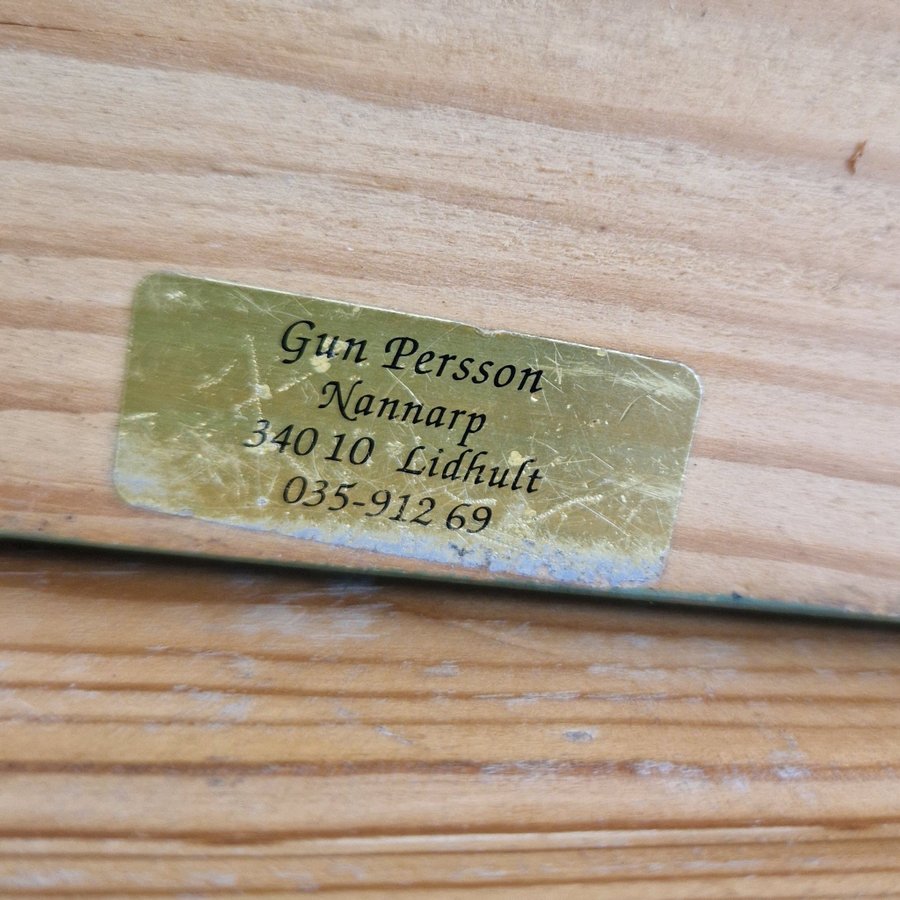 Gun Persson
Nannarp
340 10 Lidhult
035-912 69